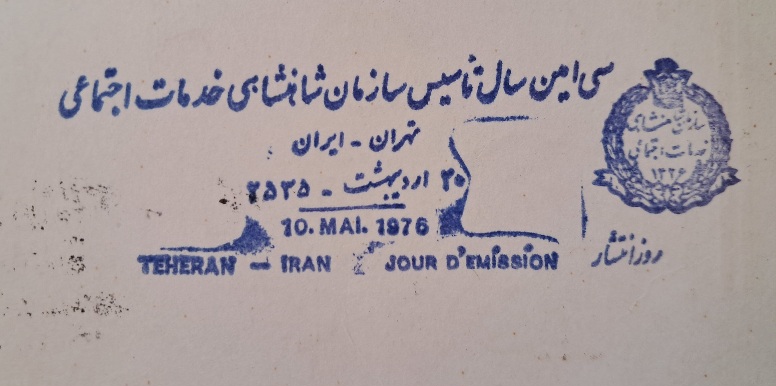 سی امین سال تأسیس سازمان شاهنشاهی خدمات اجتماعی
تهران - ایران
۲۰ اردیبهشت - ۲۵۳۵
10. MAI. 1976
TEHERAN - IRAN
JOUR D'EMISSION
روز انتشار
سازمان شاهنشاهی
خدمات اجتماعی
۱۳۲۶